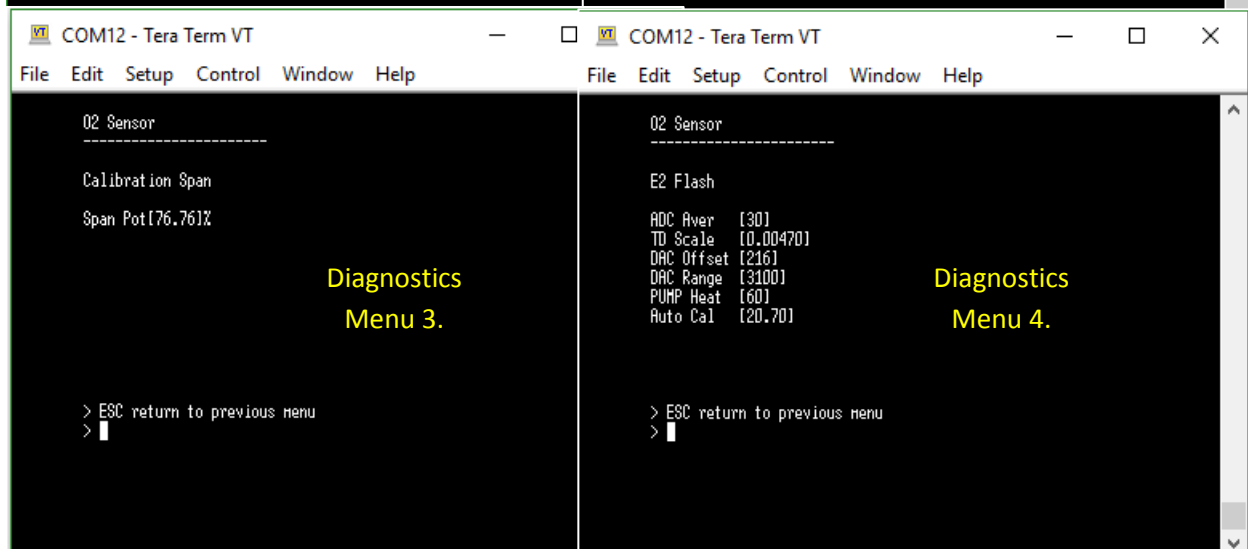 COM12 - Tera Term VT
File Edit Setup Control Window Help
O2 Sensor
-----------------------
Calibration Span
Span Pot[76.76]%
Diagnostics
Menu 3.
> ESC return to previous menu
>
COM12 - Tera Term VT
File Edit Setup Control Window Help
O2 Sensor
-----------------------
E2 Flash
ADC Aver [30]
TD Scale [0.00470]
DAC Offset [216]
DAC Range [3100]
PUMP Heat [60]
Auto Cal [20.70]
Diagnostics
Menu 4.
> ESC return to previous menu
>